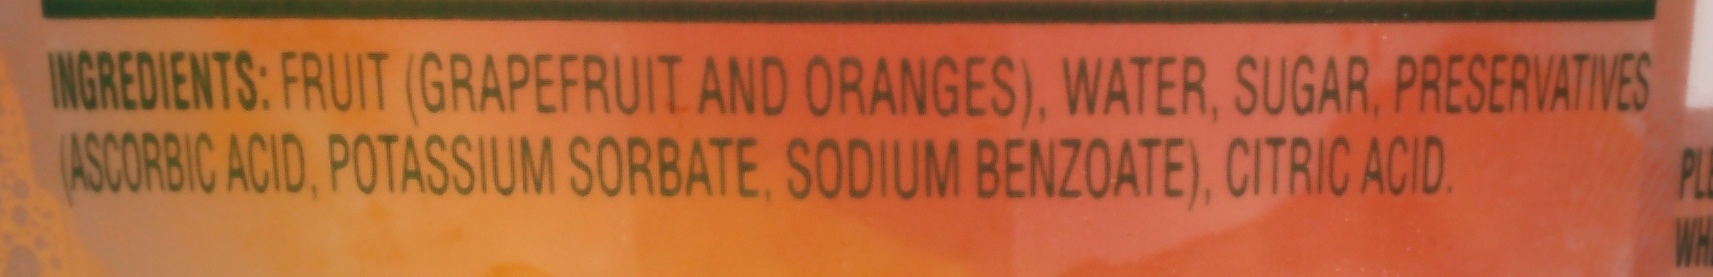 INGREDIENTS: FRUIT (GRAPEFRUIT AND ORANGES), WATER, SUGAR, PRESERVATIVES
(ASCORBIC ACID, POTASSIUM SORBATE, SODIUM BENZOATE), CITRIC ACID.